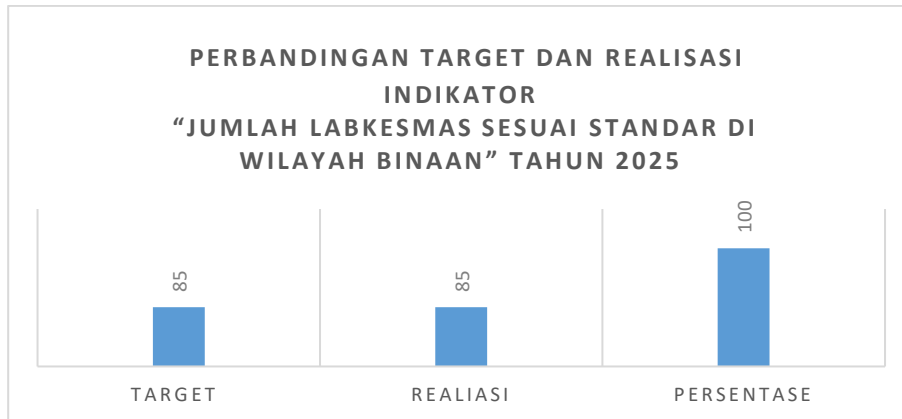 PERBANDINGAN TARGET DAN REALISASI
INDIKATOR
“JUMLAH LABKESMAS SESUAI STANDAR DI
WILAYAH BINAAN” TAHUN 2025
85
85
100
TARGET
REALIASI
PERSENTASE